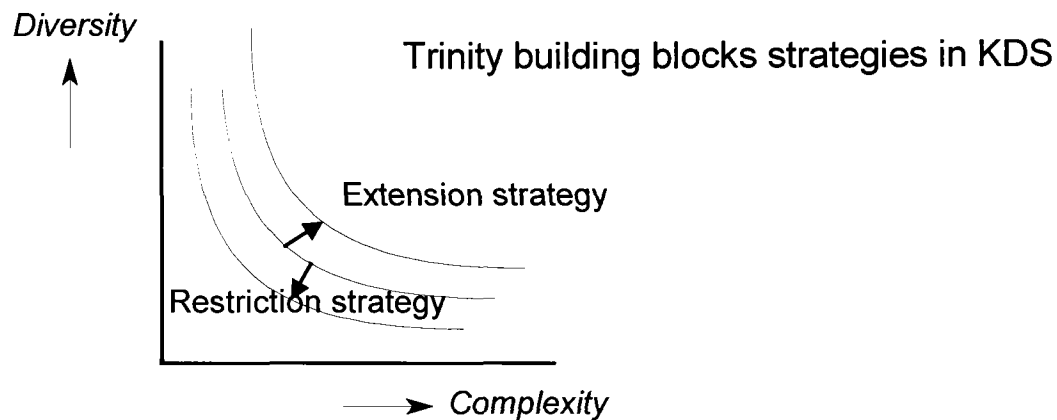 Diversity
Trinity building blocks strategies in KDS
Extension strategy
Restriction strategy
Complexity